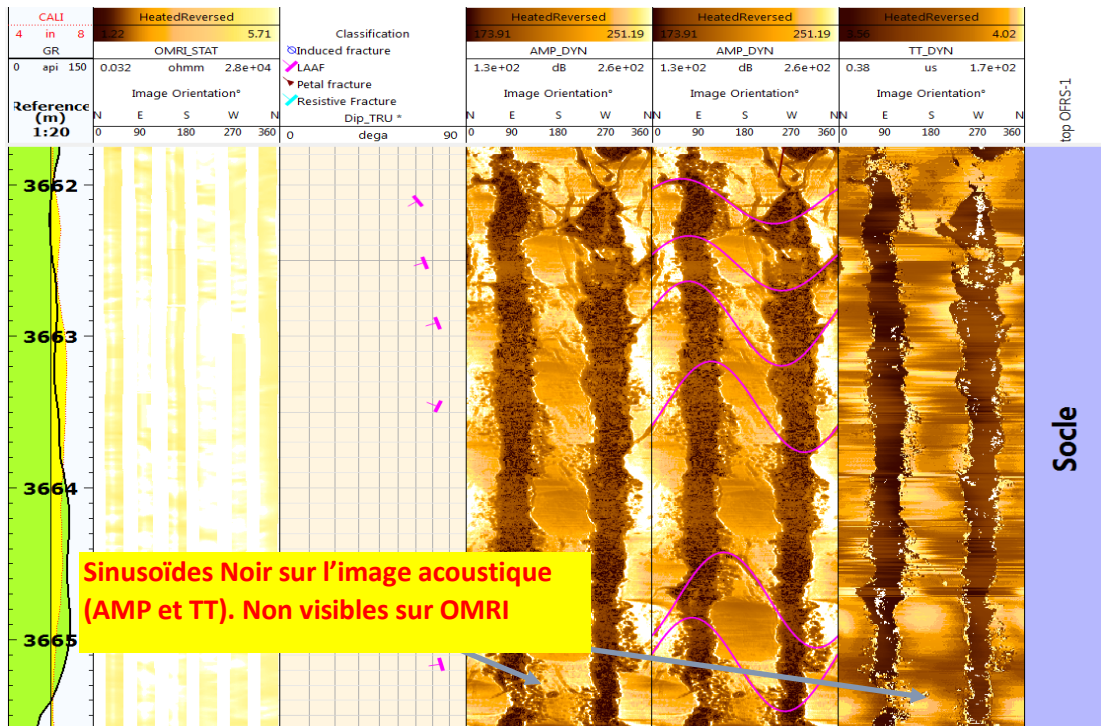 CALI
4 in 8
GR
0 api 150
Reference
(m)
1:20
HeatedReversed
1.22 5.71
OMRI_STAT
0.032 ohmm 2.8e+04
Image Orientation°
N E S W N
0 90 180 270 360
Classification
Induced fracture
LAAF
Petal fracture
Resistive Fracture
Dip_TRU *
0 dega 90
HeatedReversed
173.91 251.19
AMP_DYN
1.3e+02 dB 2.6e+02
Image Orientation°
N E S W N
0 90 180 270 360
HeatedReversed
173.91 251.19
AMP_DYN
1.3e+02 dB 2.6e+02
Image Orientation°
N E S W N
0 90 180 270 360
HeatedReversed
3.56 4.02
TT_DYN
0.38 us 1.7e+02
Image Orientation°
N E S W N
0 90 180 270 360
top OFRS-1
3662
3663
3664
3665
Socle
Sinusoïdes Noir sur l'image acoustique
(AMP et TT). Non visibles sur OMRI